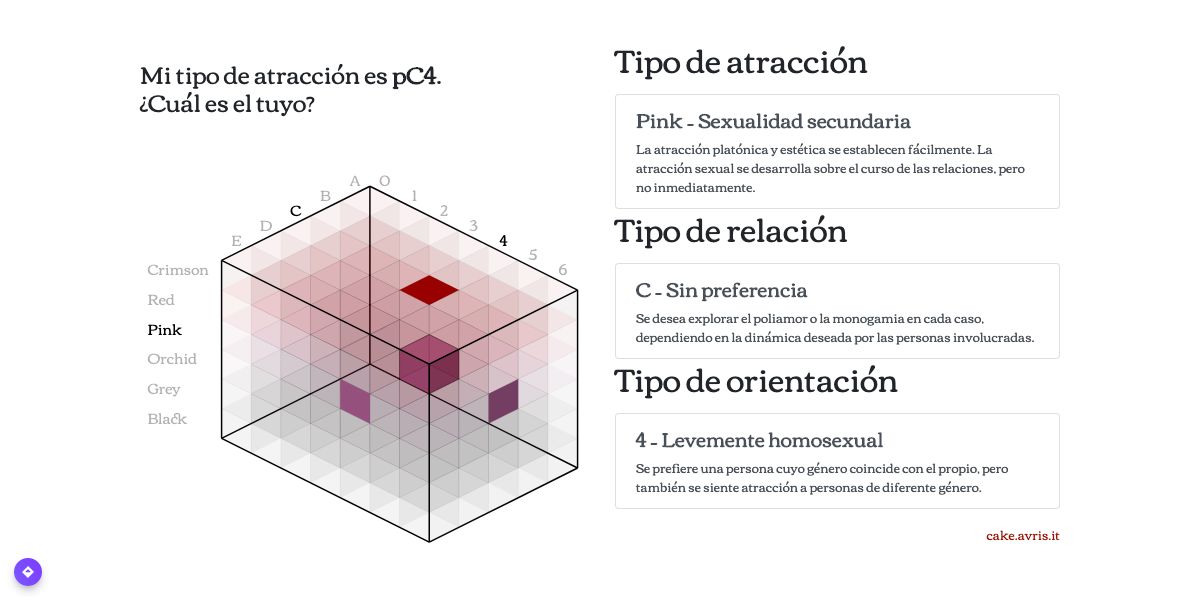 Mi tipo de atracción es pC4.
¿Cuál es el tuyo?
A
B
C
D
E
0
1
2
3
4
5
6
Crimson
Red
Pink
Orchid
Grey
Black
Tipo de atracción
Pink - Sexualidad secundaria
La atracción platónica y estética se establecen fácilmente. La
atracción sexual se desarrolla sobre el curso de las relaciones, pero
no inmediatamente.
Tipo de relación
C - Sin preferencia
Se desea explorar el poliamor o la monogamia en cada caso,
dependiendo en la dinámica deseada por las personas involucradas.
Tipo de orientación
4 - Levemente homosexual
Se prefiere una persona cuyo género coincide con el propio, pero
también se siente atracción a personas de diferente género.
cake.avris.it